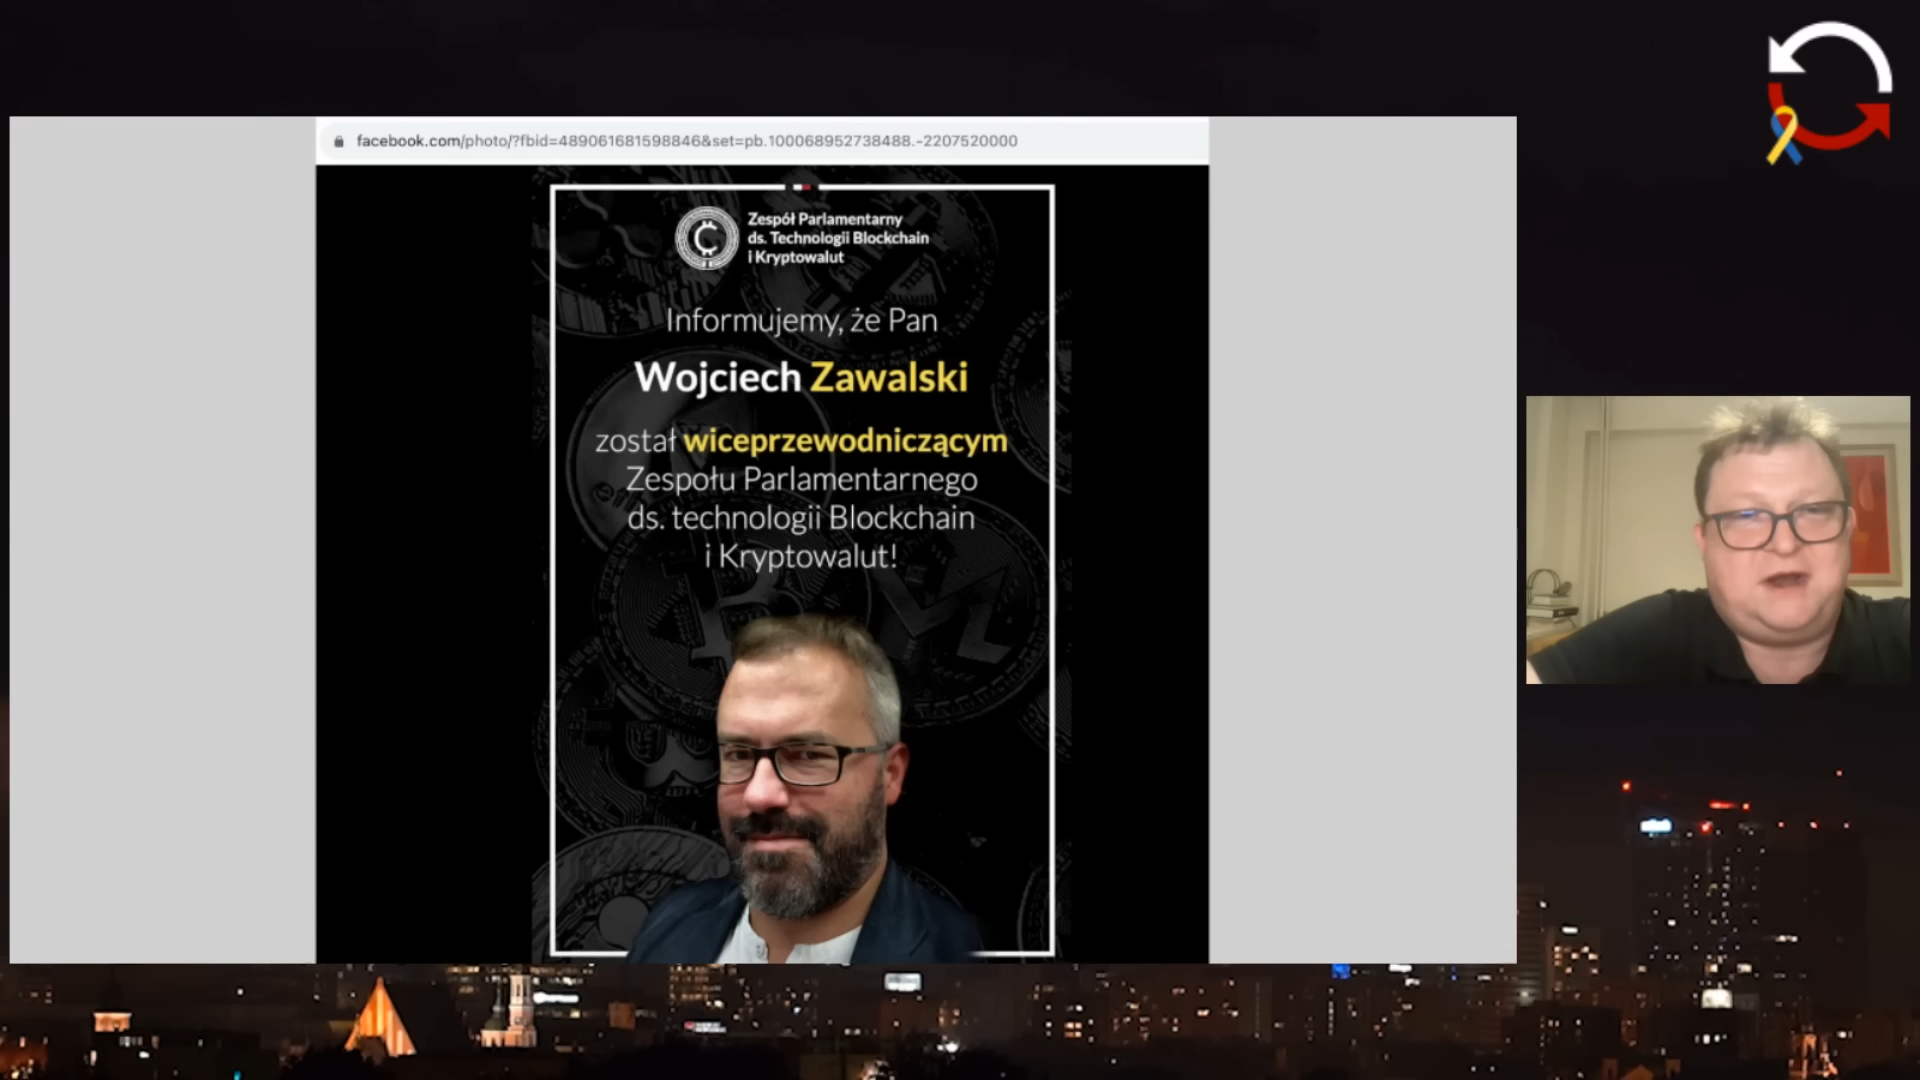 facebook.com/photo/?fbid=489061681598846&set=pb.100068952738488.-2207520000
Zespół Parlamentarny
ds. Technologii Blockchain
i Kryptowalut
Informujemy, że Pan
Wojciech Zawalski
został wiceprzewodniczącym
Zespołu Parlamentarnego
ds. technologii Blockchain
i Kryptowalut!